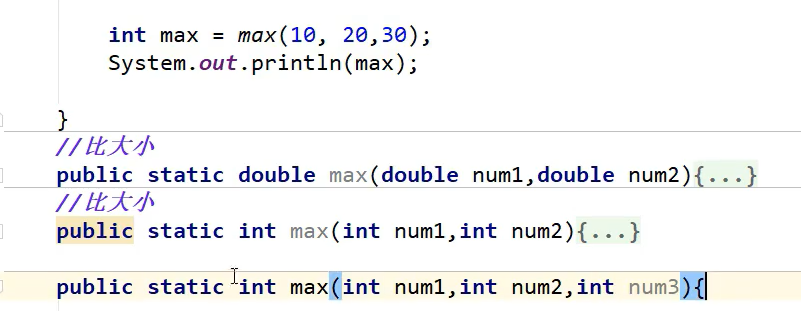 int max = max(10, 20,30);
System.out.println(max);
}
//比大小
public static double max(double num1,double num2){...}
//比大小
public static int max(int num1,int num2){...}
public static int max(int num1,int num2,int num3){